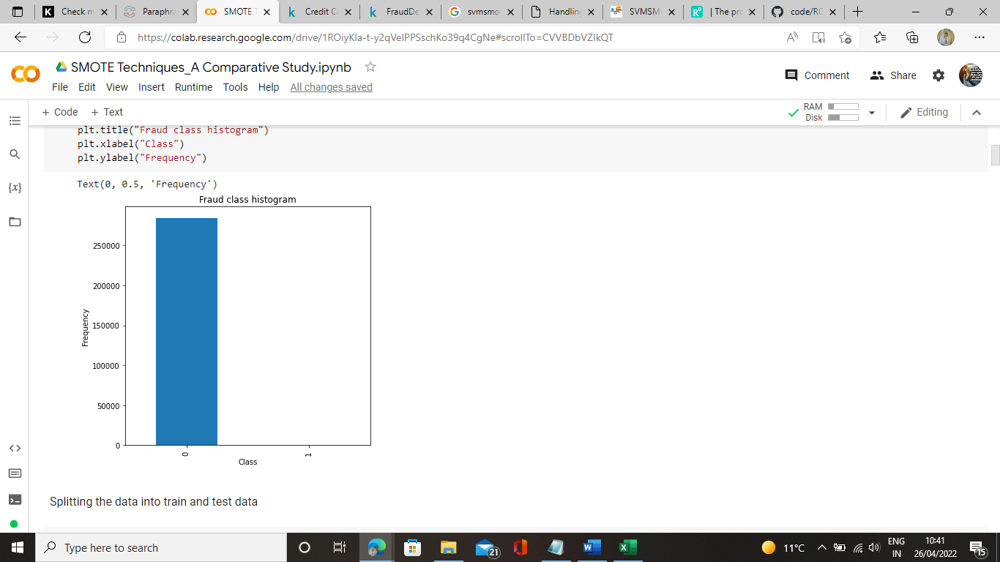 Check m
Paraphra
SMOTE T
Credit C
FraudDe
svmsmo
Handling
SVMSM
| The pro
code/RC
https://colab.research.google.com/drive/1ROiyKla-t-y2qVelPPSschKo39q4CgNe#scrollTo=CVVBDbVZIkQT
SMOTE Techniques_A Comparative Study.ipynb
Comment
Share
File Edit View Insert Runtime Tools Help All changes saved
+ Code + Text
RAM
Disk
Editing
plt.title("Fraud class histogram")
plt.xlabel("Class")
plt.ylabel("Frequency")
{x}
Text(0, 0.5, 'Frequency')
Fraud class histogram
250000
200000
150000
100000
50000
0
Frequency
0
1
Class
Splitting the data into train and test data
Type here to search
21
11°C
ENG
IN
10:41
26/04/2022
15